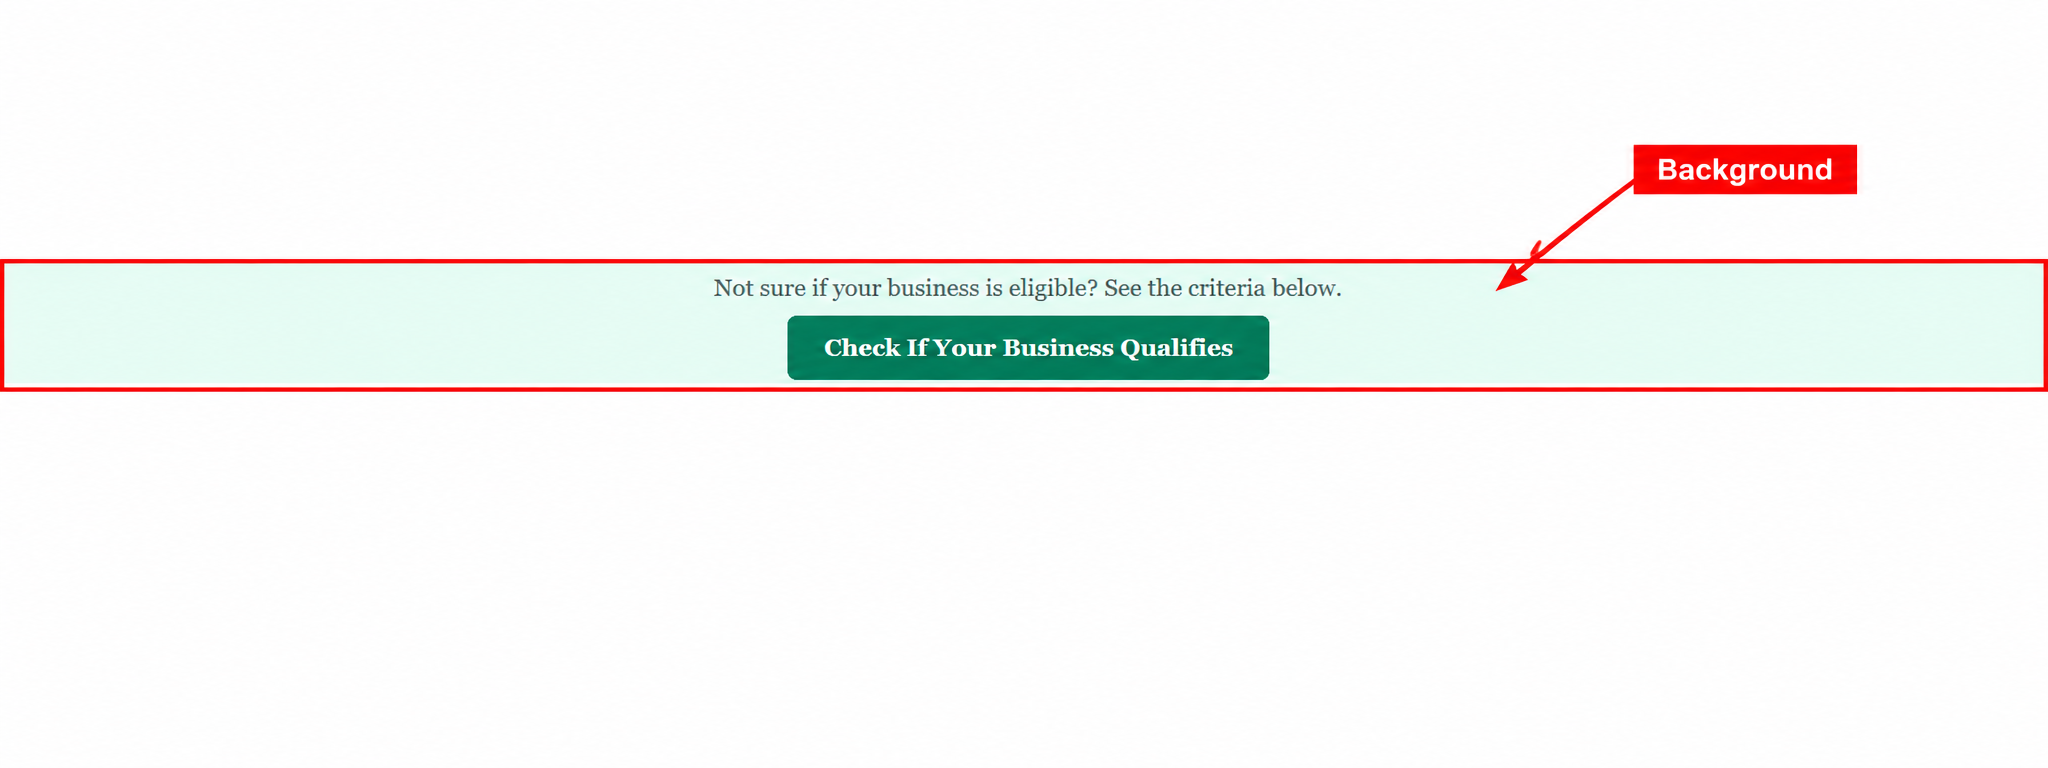 Background
Not sure if your business is eligible? See the criteria below.
Check If Your Business Qualifies